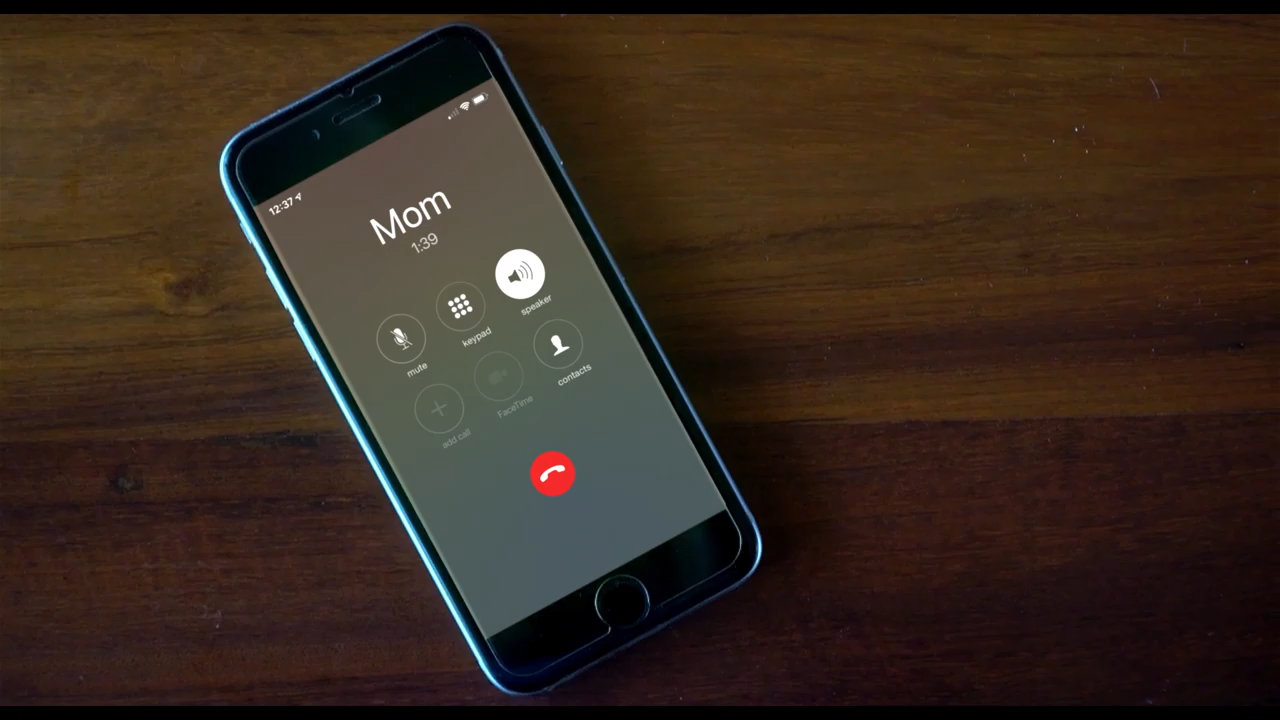 12:37
Mom
1:39
mute
keypad
speaker
add call
FaceTime
contacts